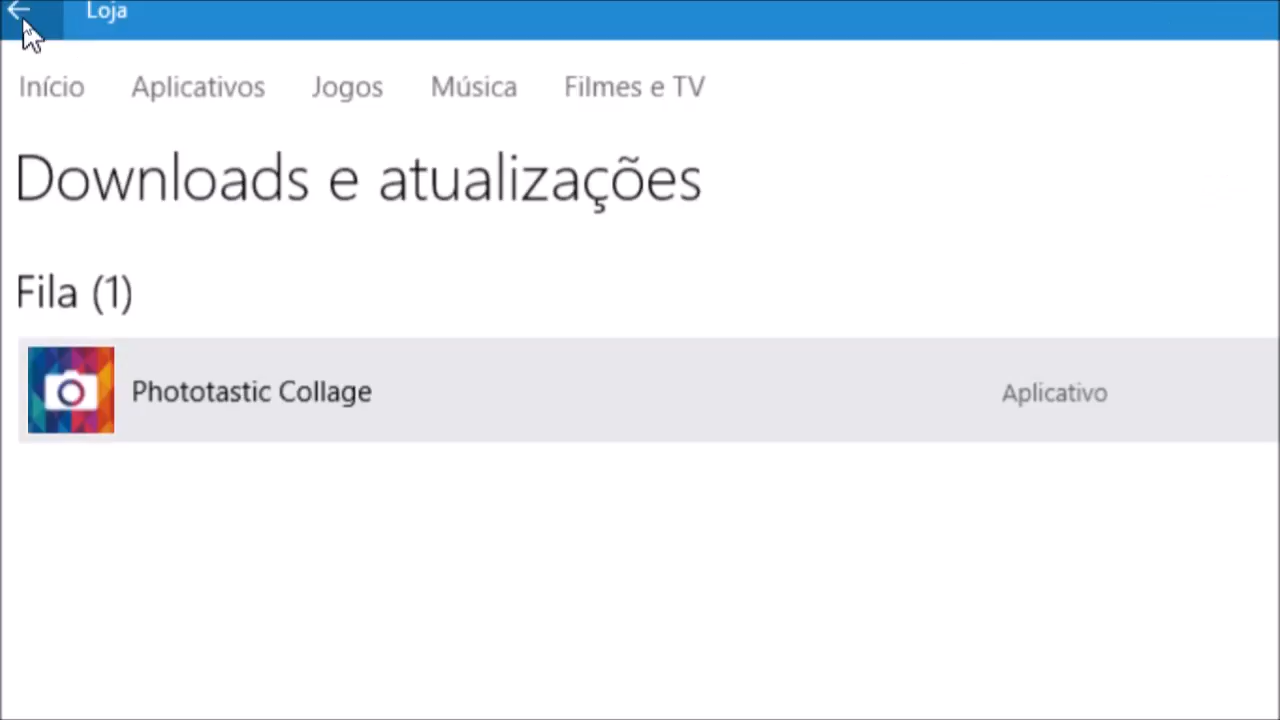 Loja
Início Aplicativos Jogos Música Filmes e TV
Downloads e atualizações
Fila (1)
Phototastic Collage Aplicativo